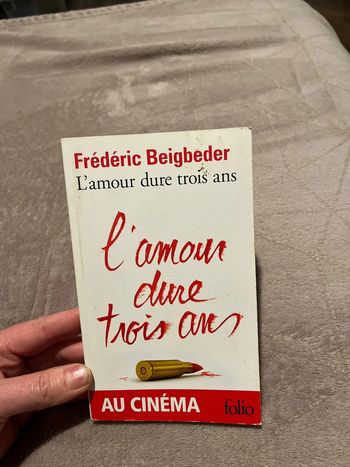 Frédéric Beigbeder
L'amour dure trois ans
l'amour
dure
trois ans
AU CINÉMA
folio